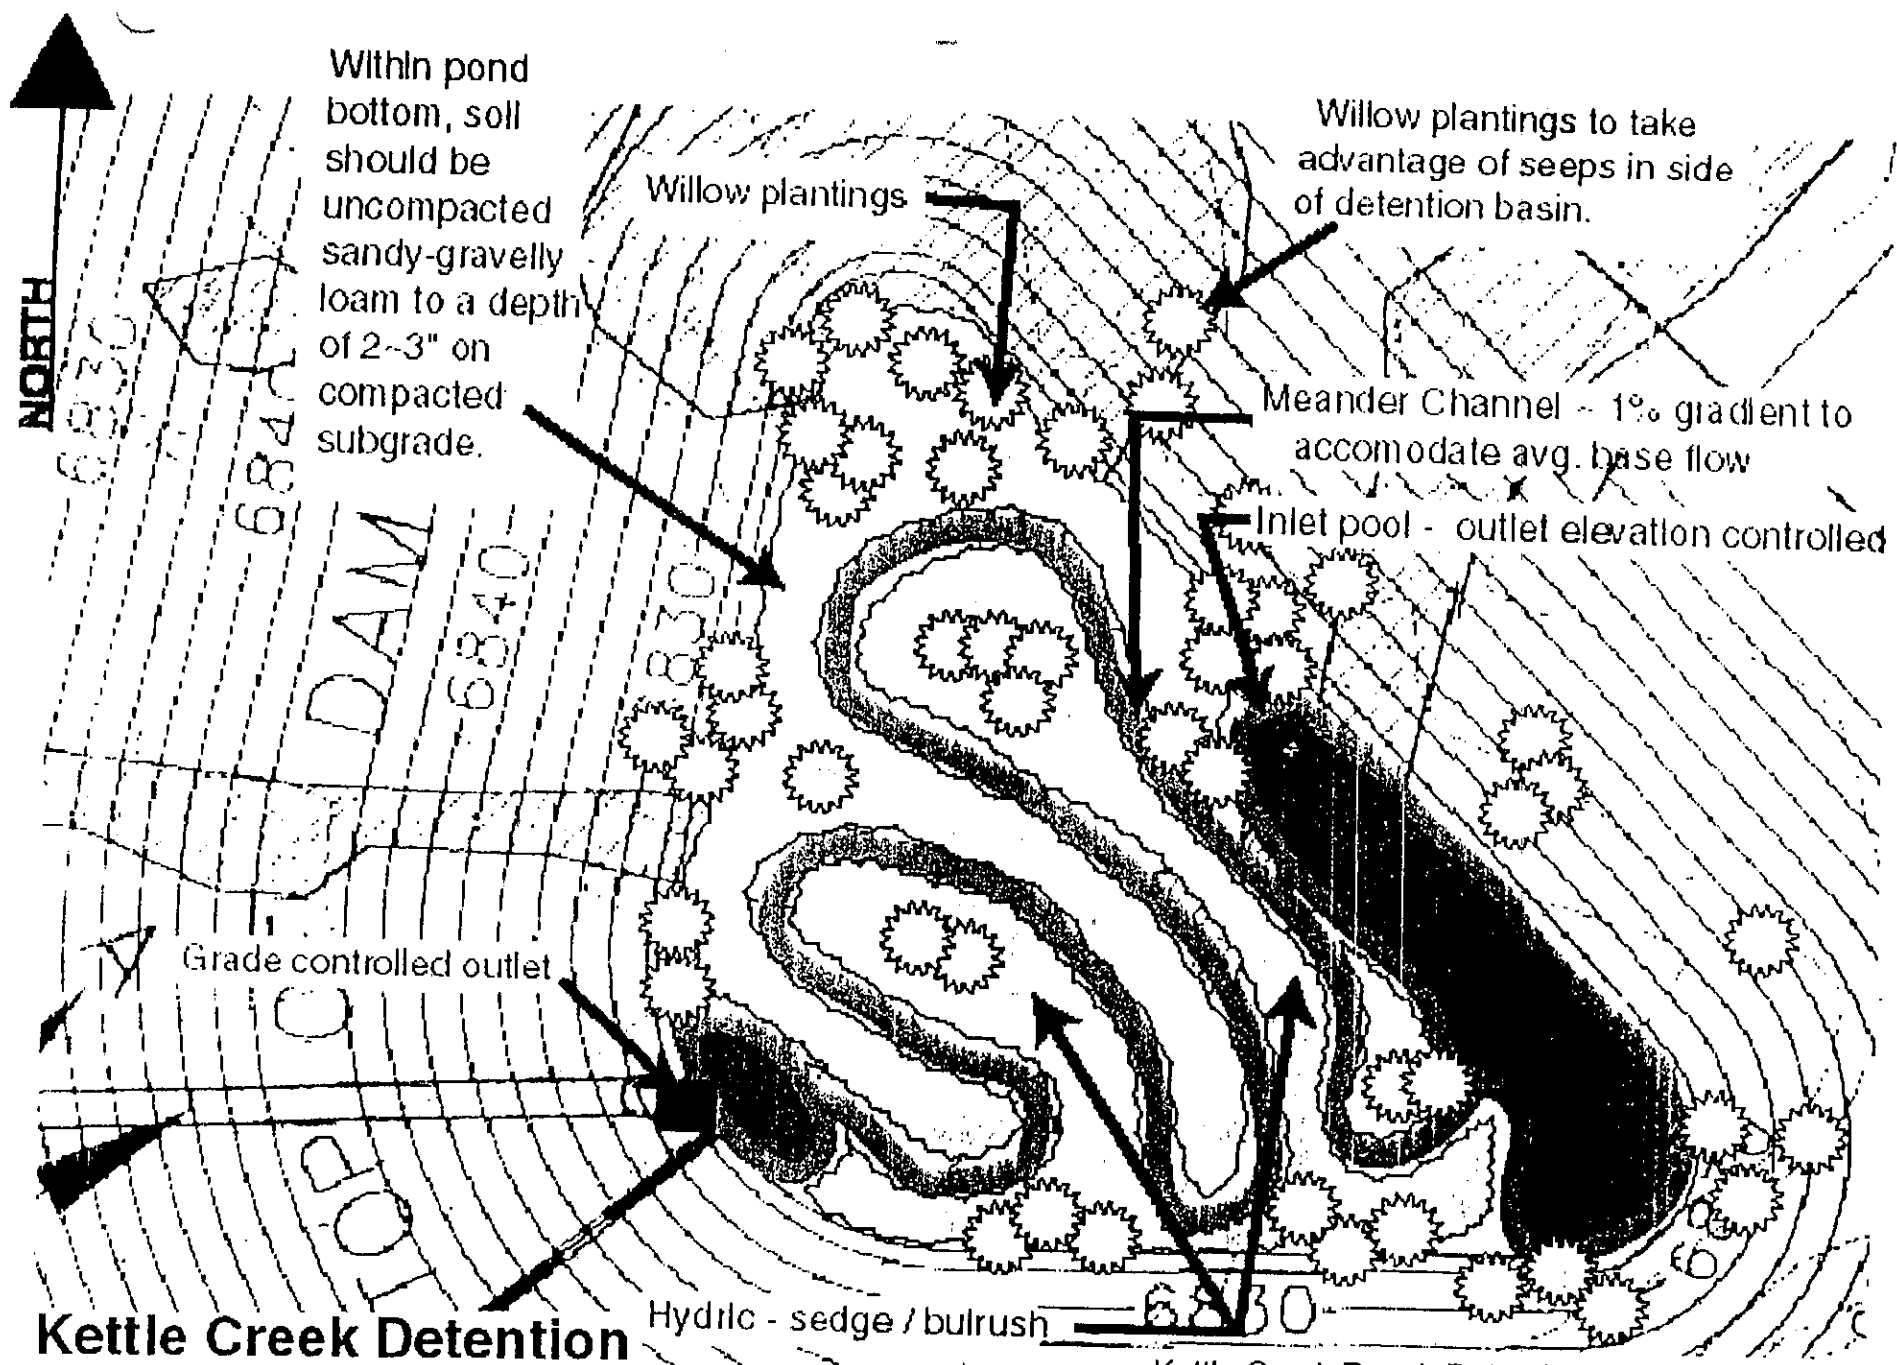 Within pond
bottom, soil
should be
uncompacted
sandy-gravelly
loam to a depth
of 2-3" on
compacted
subgrade.
Willow plantings
Willow plantings to take
advantage of seeps in side
of detention basin.
Meander Channel - 1% gradient to
accomodate avg. base flow
Inlet pool - outlet elevation controlled
NORTH
6830
684
DAM
6840
6830
Grade controlled outlet
TOP O
Hydric - sedge / bulrush
6830
68
Kettle Creek Detention